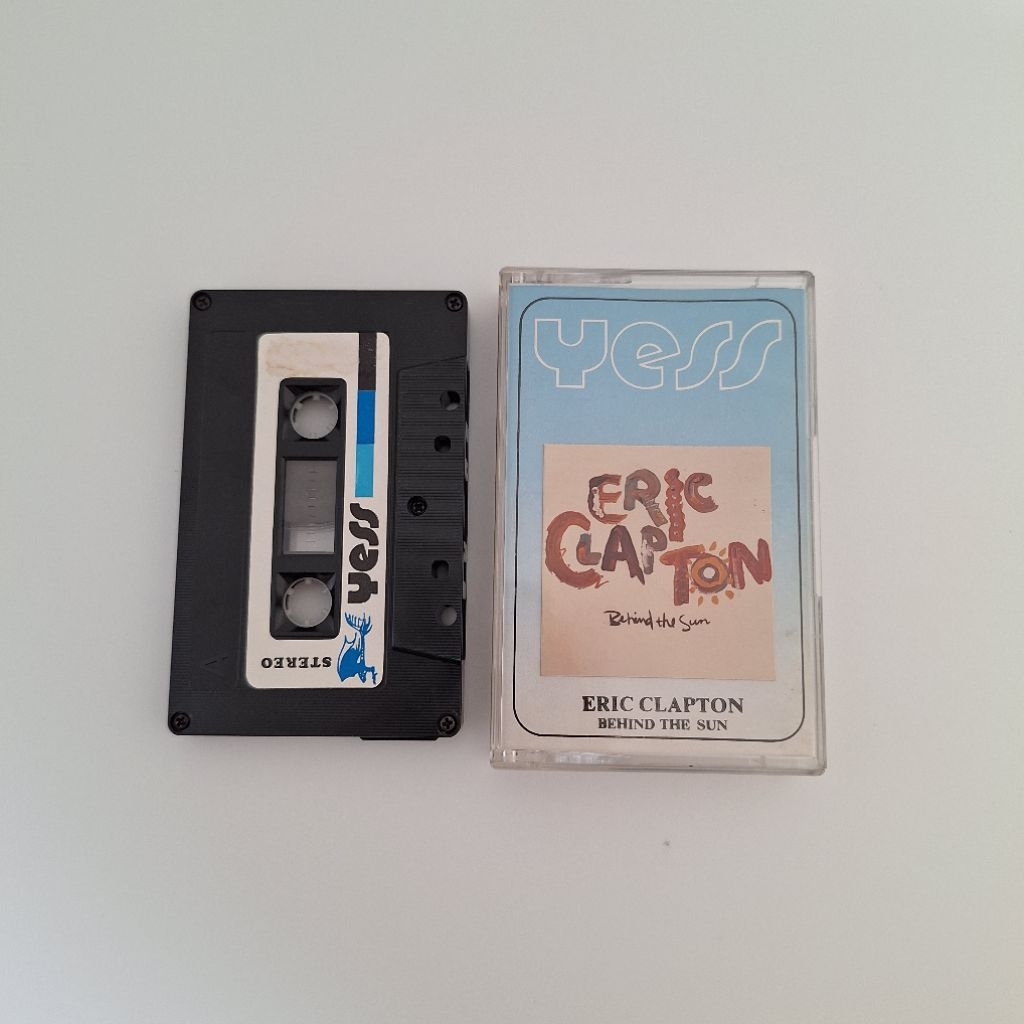 A
STEREO
Yess
Yess
ERIC
CLAPTON
Behind the Sun
ERIC CLAPTON
BEHIND THE SUN